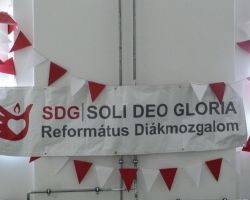 SDG|SOLI DEO GLORIA
Református Diákmozgalom